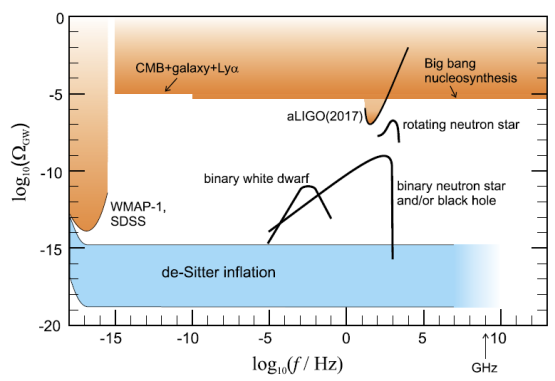 0
-5
-10
-15
-20
log₁₀(Ω_GW)
CMB+galaxy+Lyα
Big bang
nucleosynthesis
aLIGO(2017)
rotating neutron star
binary white dwarf
binary neutron star
and/or black hole
WMAP-1,
SDSS
de-Sitter inflation
-15 -10 -5 0 5 10
log₁₀(f / Hz)
GHz